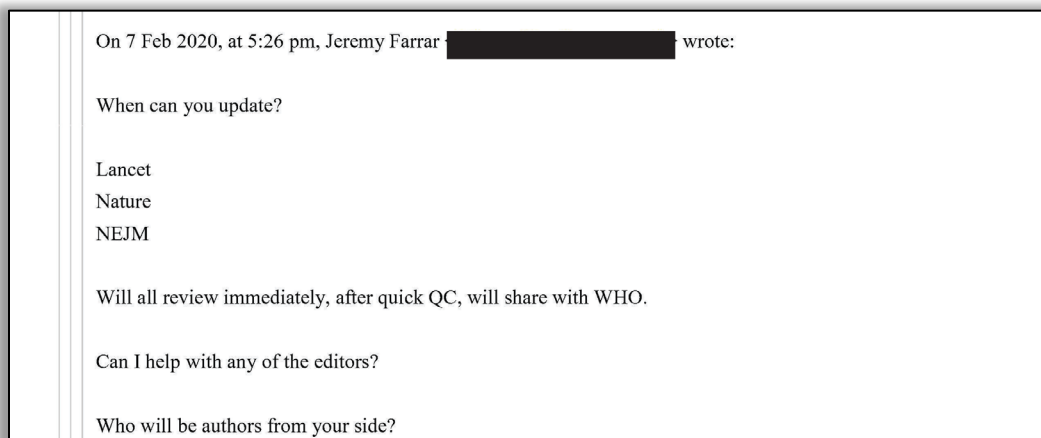 On 7 Feb 2020, at 5:26 pm, Jeremy Farrar wrote:
When can you update?
Lancet
Nature
NEJM
Will all review immediately, after quick QC, will share with WHO.
Can I help with any of the editors?
Who will be authors from your side?